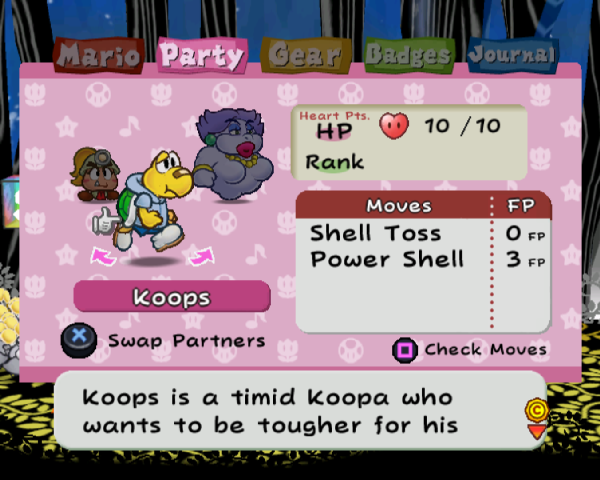 Mario Party Gear Badges Journal
Heart Pts.
HP 10 / 10
Rank
Moves FP
Shell Toss 0 FP
Power Shell 3 FP
Koops
Swap Partners
Check Moves
Koops is a timid Koopa who
wants to be tougher for his